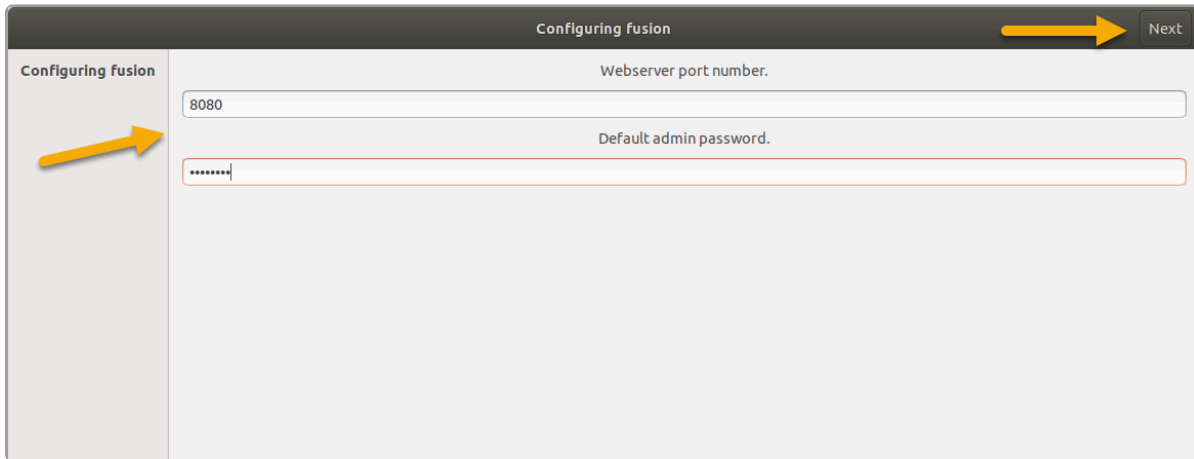 Configuring fusion
Next
Configuring fusion
Webserver port number.
8080
Default admin password.
••••••••